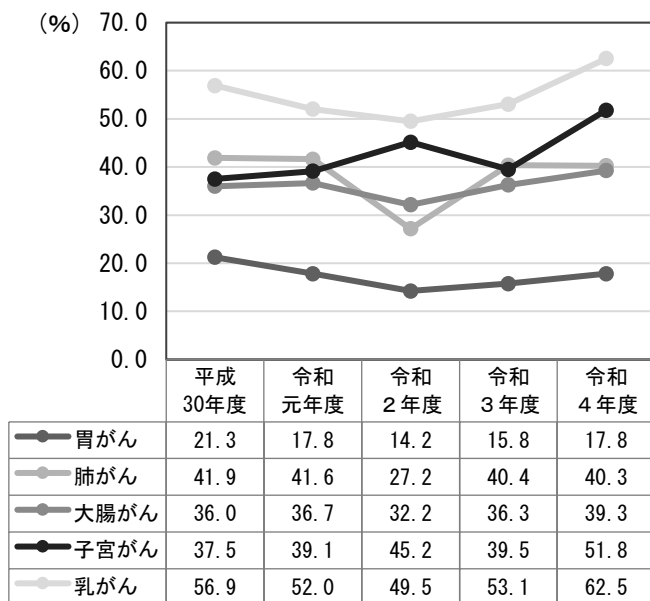 (%)
70.0
60.0
50.0
40.0
30.0
20.0
10.0
0.0
平成 令和 令和 令和 令和
30年度 元年度 2年度 3年度 4年度
胃がん 21.3 17.8 14.2 15.8 17.8
肺がん 41.9 41.6 27.2 40.4 40.3
大腸がん 36.0 36.7 32.2 36.3 39.3
子宮がん 37.5 39.1 45.2 39.5 51.8
乳がん 56.9 52.0 49.5 53.1 62.5